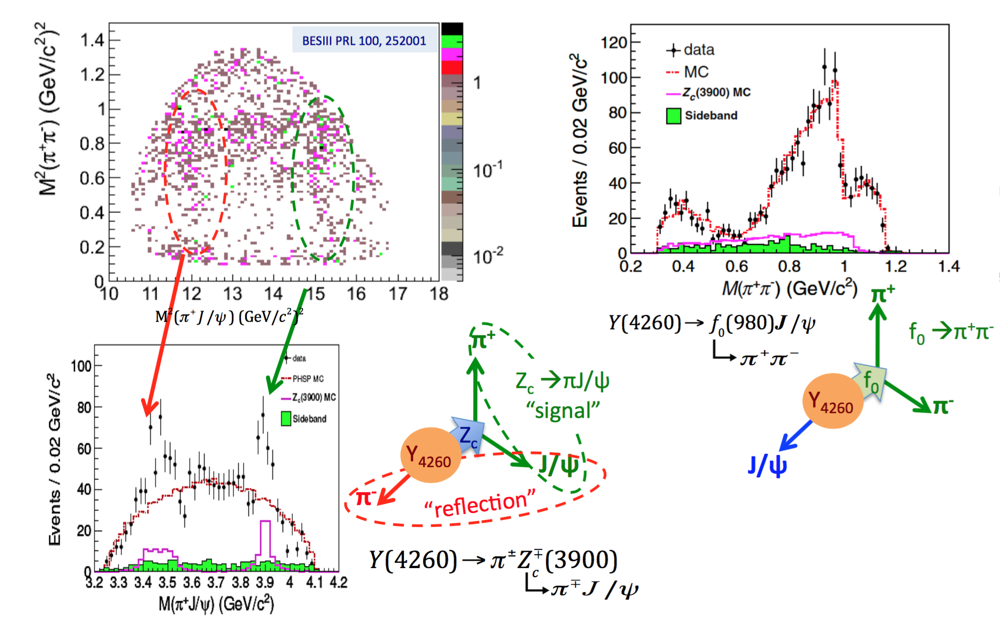 BESIII PRL 100, 252001
M²(π⁺π⁻) (GeV/c²)²
1.4
1.2
1
0.8
0.6
0.4
0.2
0
10 11 12 13 14 15 16 17 18
M²(π⁺J/ψ) (GeV/c²)²
1
10⁻¹
10⁻²
Events / 0.02 GeV/c²
120
100
80
60
40
20
0
data
MC
Z_c(3900) MC
Sideband
0.2 0.4 0.6 0.8 1 1.2 1.4
M(π⁺π⁻) (GeV/c²)
Events / 0.02 GeV/c²
100
80
60
40
20
0
data
PHSP MC
Z_c(3900) MC
Sideband
3.2 3.3 3.4 3.5 3.6 3.7 3.8 3.9 4 4.1 4.2
M(π⁺J/ψ) (GeV/c²)
π⁺
Z_c →πJ/ψ
“signal”
Z_c
Y₄₂₆₀
J/ψ
π⁻
“reflection”
Y(4260)→ π^±Z_c^∓(3900)
π^∓ J /ψ
Y(4260)→ f₀(980)J /ψ
π⁺π⁻
π⁺
f₀ →π⁺π⁻
f₀
Y₄₂₆₀
π⁻
J/ψ